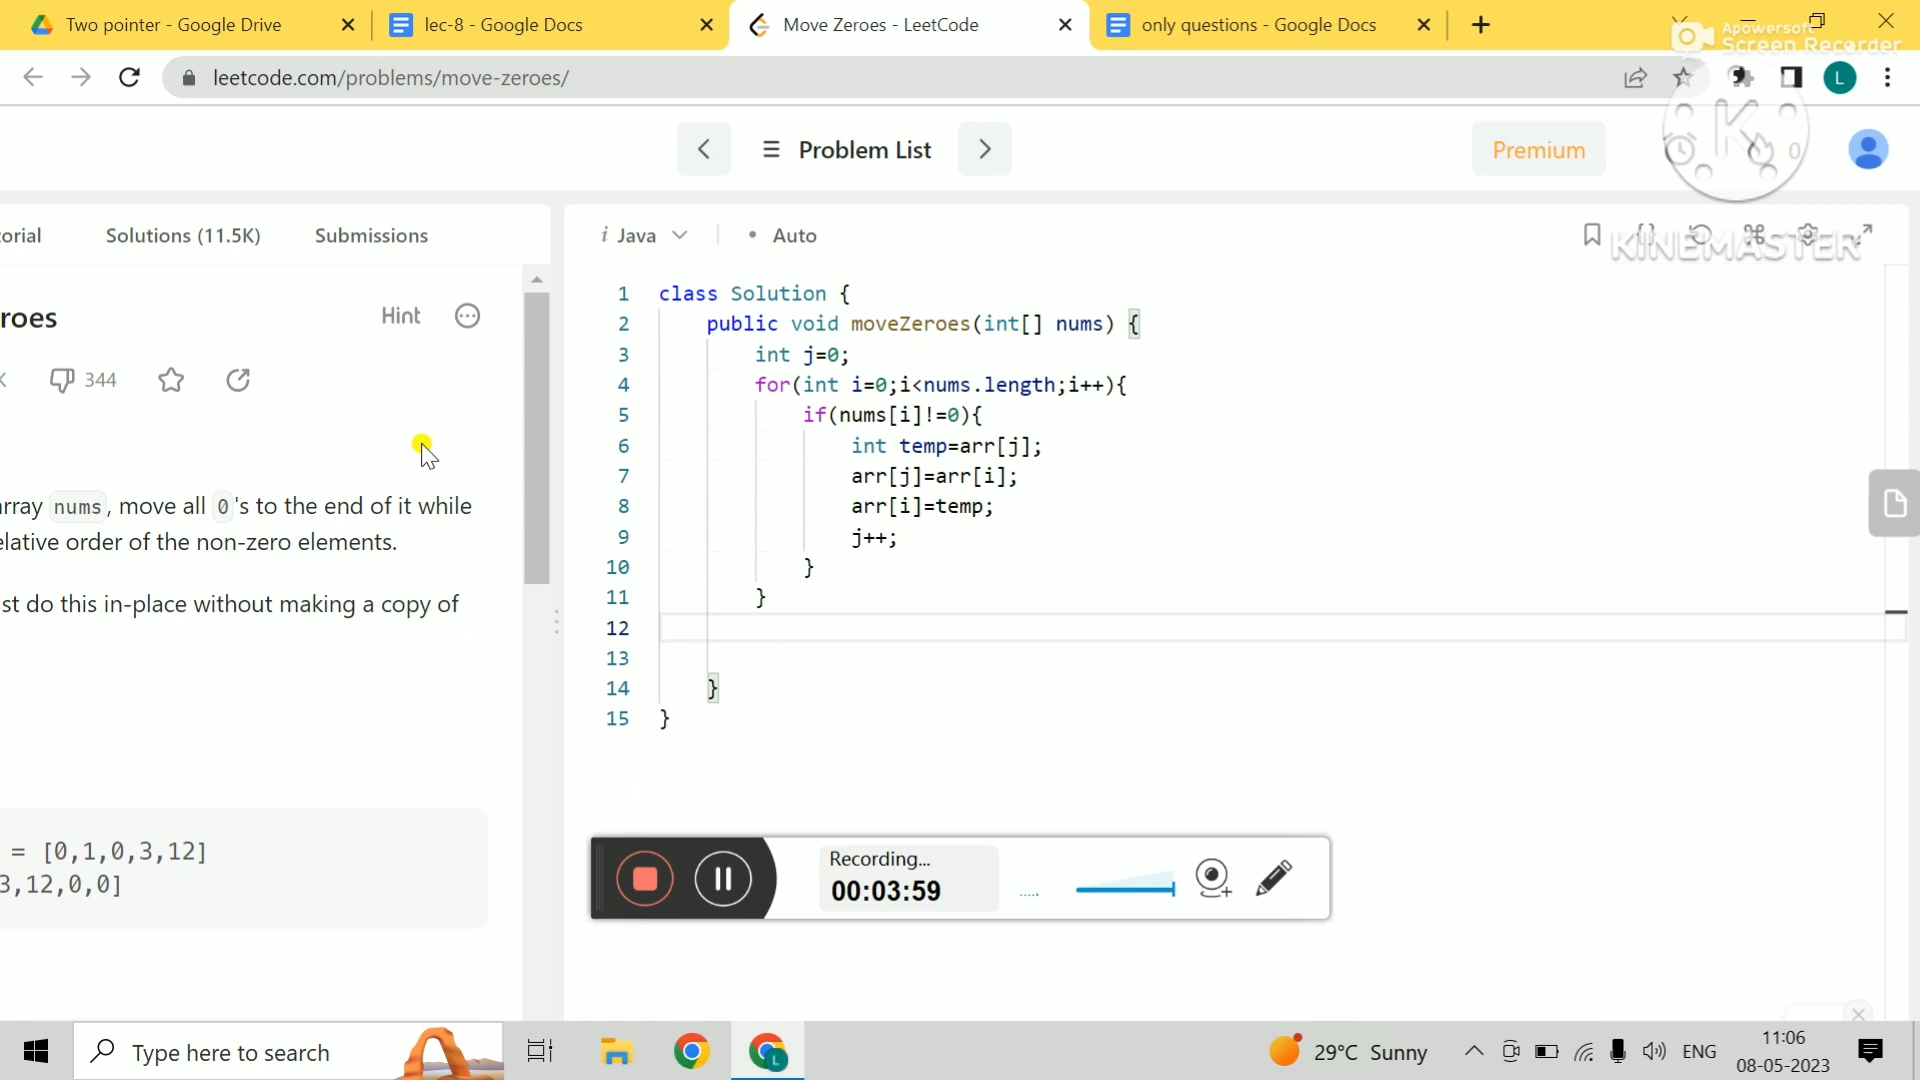 Two pointer - Google Drive
lec-8 - Google Docs
Move Zeroes - LeetCode
only questions - Google Docs
Apowersoft
Screen Recorder
leetcode.com/problems/move-zeroes/
L
Problem List
Premium
0
K
KINEMASTER
orial
Solutions (11.5K)
Submissions
i Java
• Auto
roes
Hint
K
344
array nums, move all 0's to the end of it while
elative order of the non-zero elements.
st do this in-place without making a copy of
= [0,1,0,3,12]
3,12,0,0]
1 class Solution {
2 public void moveZeroes(int[] nums) {
3 int j=0;
4 for(int i=0;i<nums.length;i++){
5 if(nums[i]!=0){
6 int temp=arr[j];
7 arr[j]=arr[i];
8 arr[i]=temp;
9 j++;
10 }
11 }
12
13
14 }
15 }
Recording...
00:03:59
Type here to search
L
29°C Sunny
ENG
11:06
08-05-2023